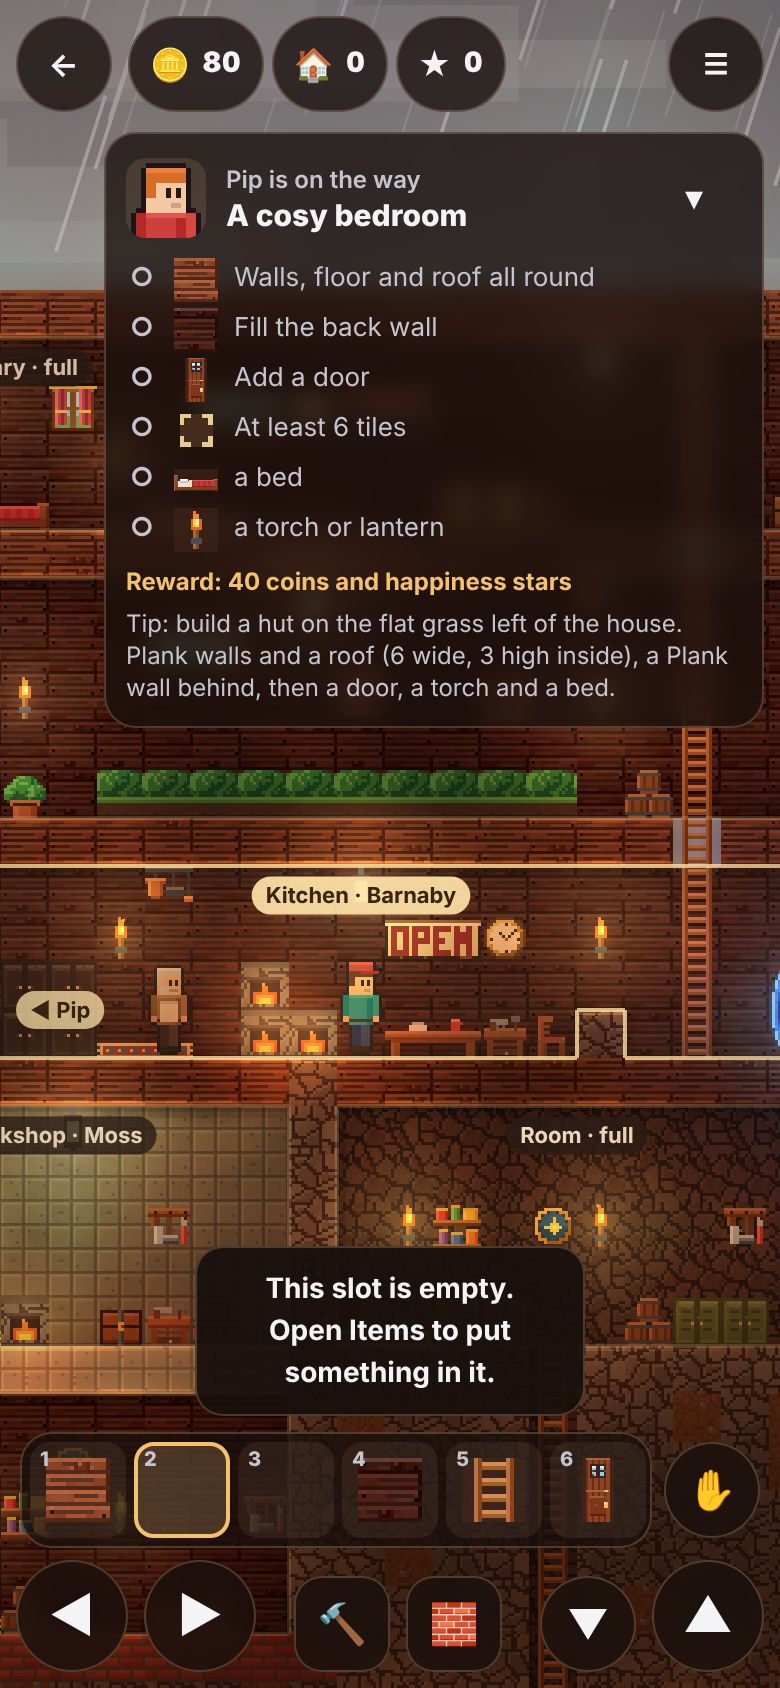 80
0
0
Pip is on the way
A cosy bedroom
Walls, floor and roof all round
Fill the back wall
Add a door
At least 6 tiles
a bed
a torch or lantern
Reward: 40 coins and happiness stars
Tip: build a hut on the flat grass left of the house.
Plank walls and a roof (6 wide, 3 high inside), a Plank
wall behind, then a door, a torch and a bed.
ary · full
Kitchen · Barnaby
OPEN
◀ Pip
kshop · Moss
Room · full
This slot is empty.
Open Items to put
something in it.
1
2
3
4
5
6